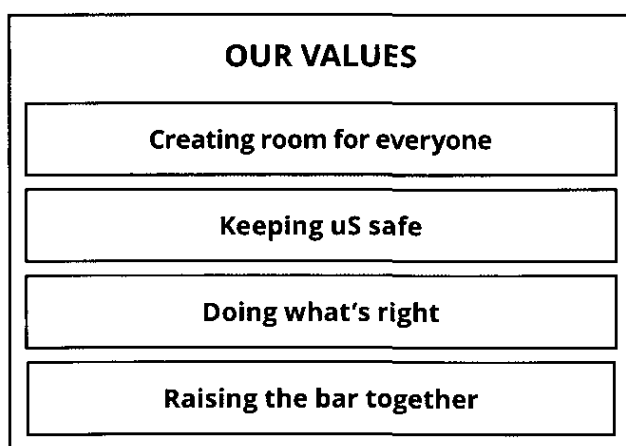 OUR VALUES
Creating room for everyone
Keeping uS safe
Doing what's right
Raising the bar together